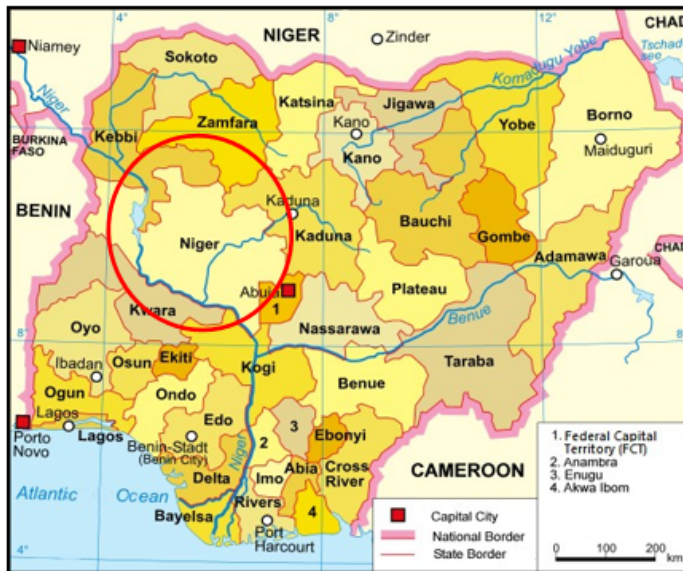 4°
8°
12°
Niamey
NIGER
Zinder
CHAD
Tschad-
see
Sokoto
Niger
Komadugu Yobe
Katsina
Jigawa
Zamfara
Borno
Kebbi
Kano
Yobe
BURKINA
FASO
Kano
Maiduguri
BENIN
Kaduna
Bauchi
Niger
Kaduna
Gombe
Adamawa
Garoua
Abuja
Plateau
1
Kwara
Nassarawa
Benue
Oyo
8°
Taraba
Ibadan
Osun
Ekiti
Kogi
Benue
Ogun
Ondo
Lagos
Edo
3
Porto
Novo
Lagos
Benin-Stadt
(Benin City)
Niger
2
Ebonyi
Imo
Abia
Cross
River
CAMEROON
Delta
Atlantic
Ocean
Bayelsa
Rivers
4
Port
Harcourt
4°
1. Federal Capital
Territory (FCT)
2. Anambra
3. Enugu
4. Akwa Ibom
Capital City
National Border
State Border
0
100
200
km